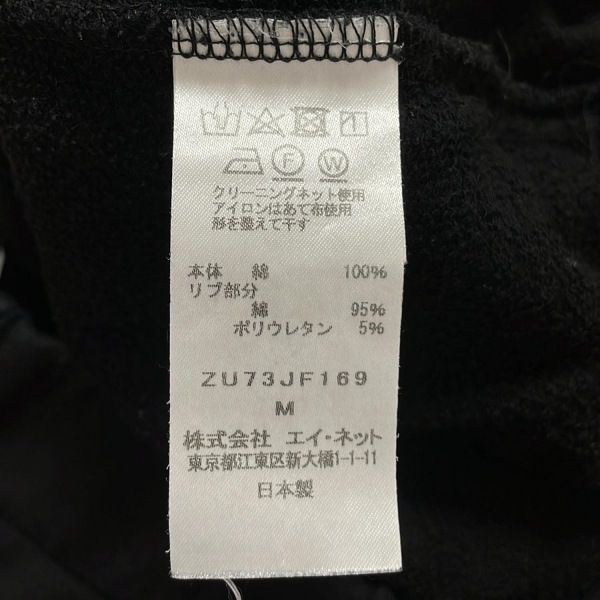 F W
クリーニングネット使用
アイロンはあて布使用
形を整えて干す
本体 綿 100%
リブ部分
綿 95%
ポリウレタン 5%
ZU73JF169
M
株式会社 エイ・ネット
東京都江東区新大橋1-1-11
日本製